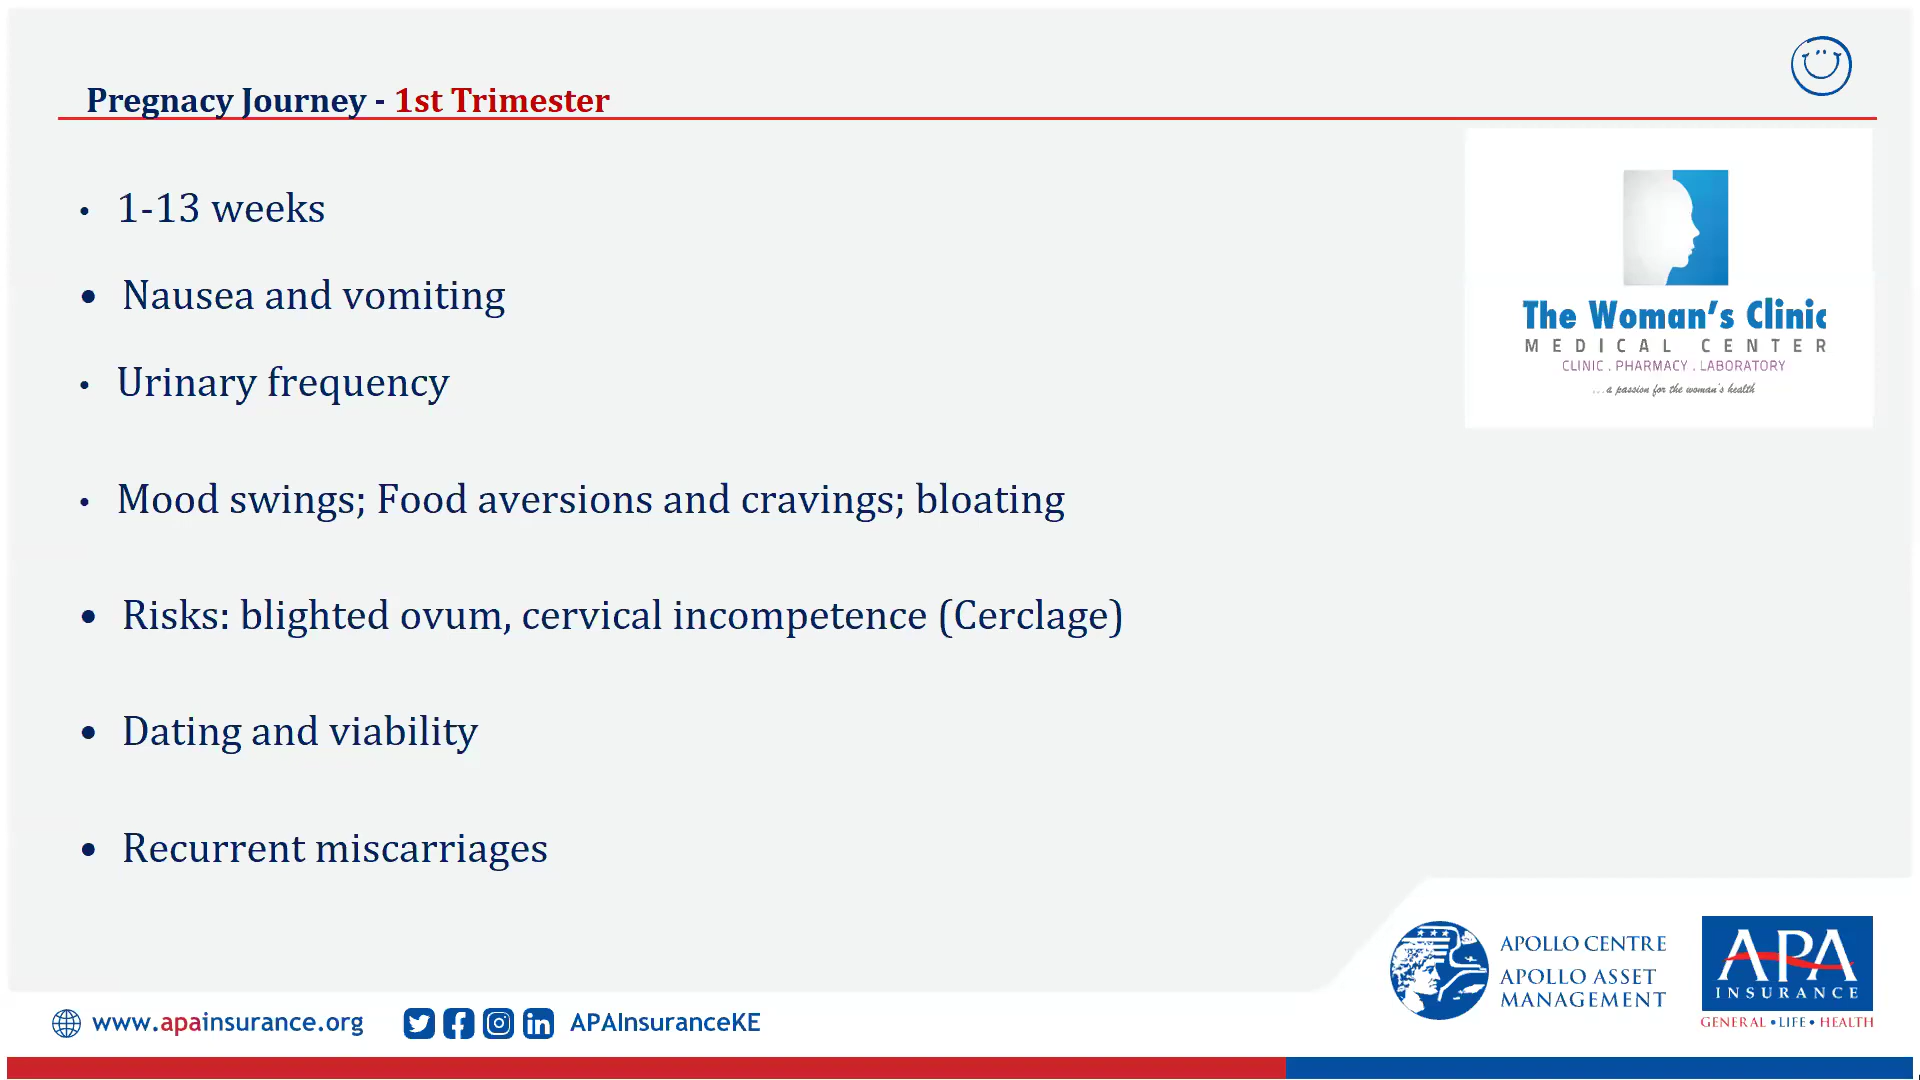 Pregnacy Journey - 1st Trimester
• 1-13 weeks
• Nausea and vomiting
• Urinary frequency
• Mood swings; Food aversions and cravings; bloating
• Risks: blighted ovum, cervical incompetence (Cerclage)
• Dating and viability
• Recurrent miscarriages
The Woman's Clinic
MEDICAL CENTER
CLINIC . PHARMACY . LABORATORY
...a passion for the woman's health
APOLLO CENTRE
APOLLO ASSET
MANAGEMENT
APA
INSURANCE
GENERAL • LIFE • HEALTH
www.apainsurance.org
APAInsuranceKE